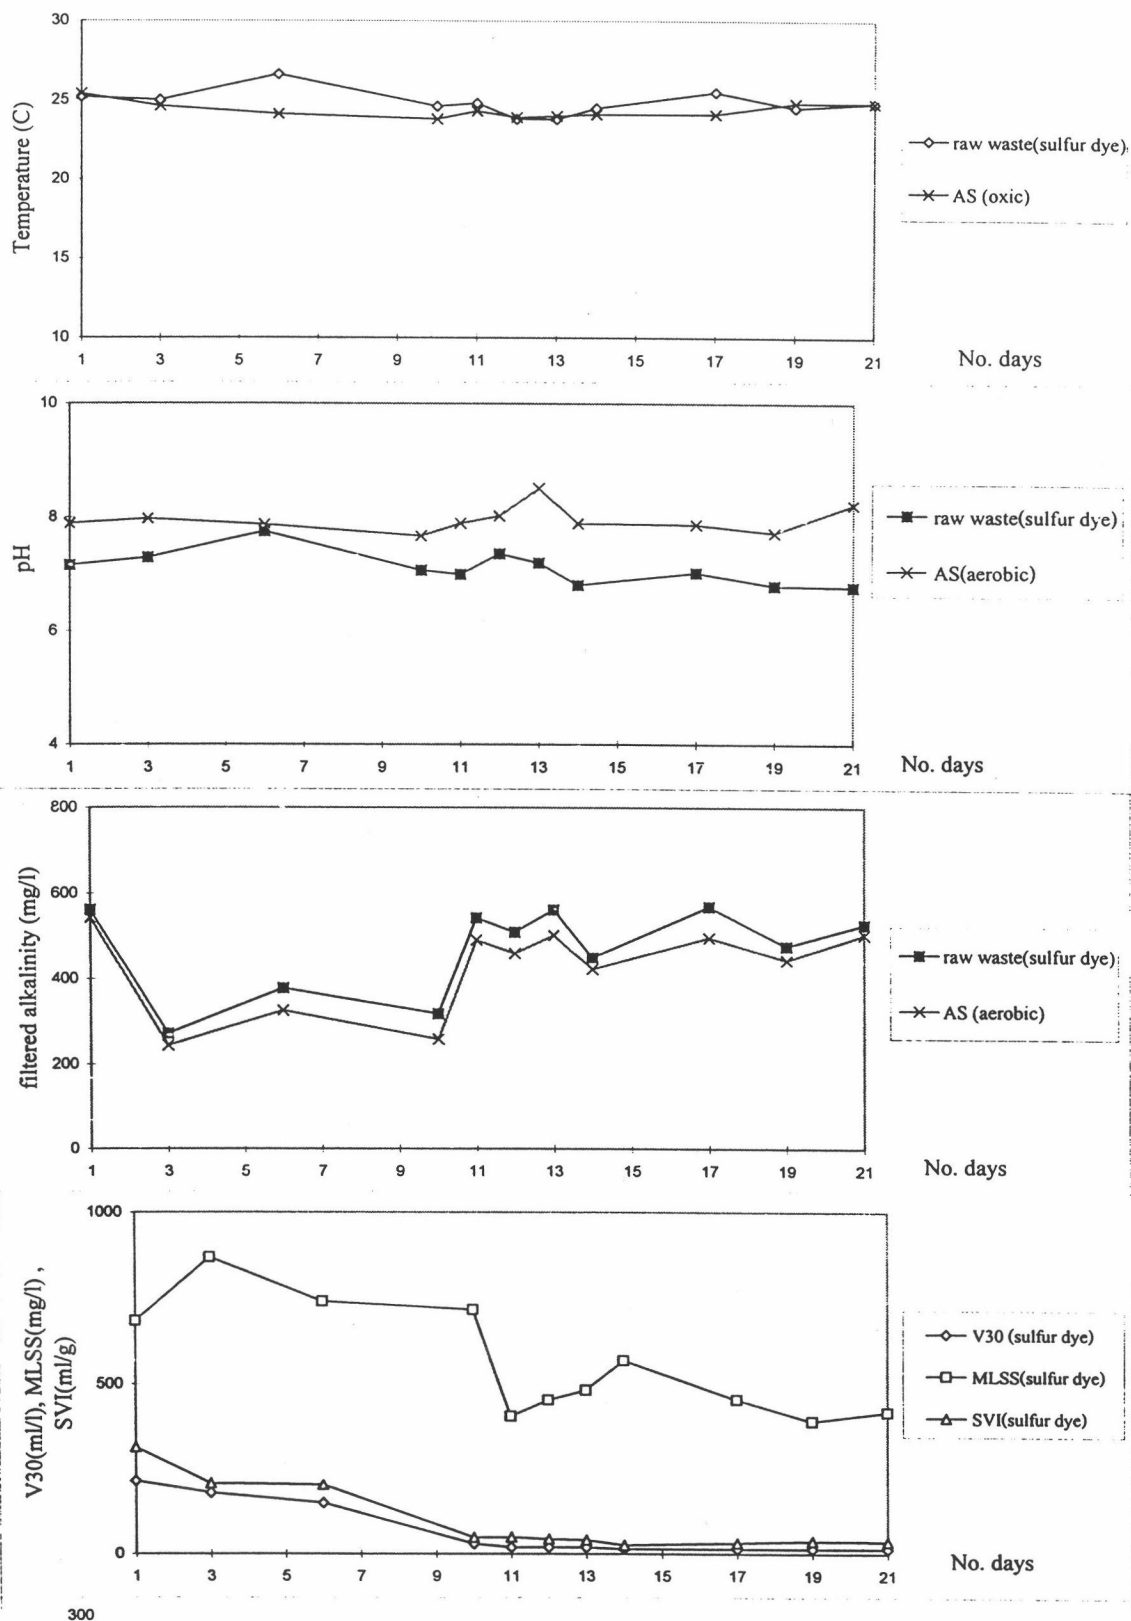 30
25
20
15
10
Temperature (C)
1 3 5 7 9 11 13 15 17 19 21 No. days
raw waste(sulfur dye)
AS (oxic)
10
8
6
4
pH
1 3 5 7 9 11 13 15 17 19 21 No. days
raw waste(sulfur dye)
AS(aerobic)
800
600
400
200
0
filtered alkalinity (mg/l)
1 3 5 7 9 11 13 15 17 19 21 No. days
raw waste(sulfur dye)
AS (aerobic)
1000
500
0
V30(ml/l), MLSS(mg/l) ,
SVI(ml/g)
1 3 5 7 9 11 13 15 17 19 21 No. days
V30 (sulfur dye)
MLSS(sulfur dye)
SVI(sulfur dye)
300